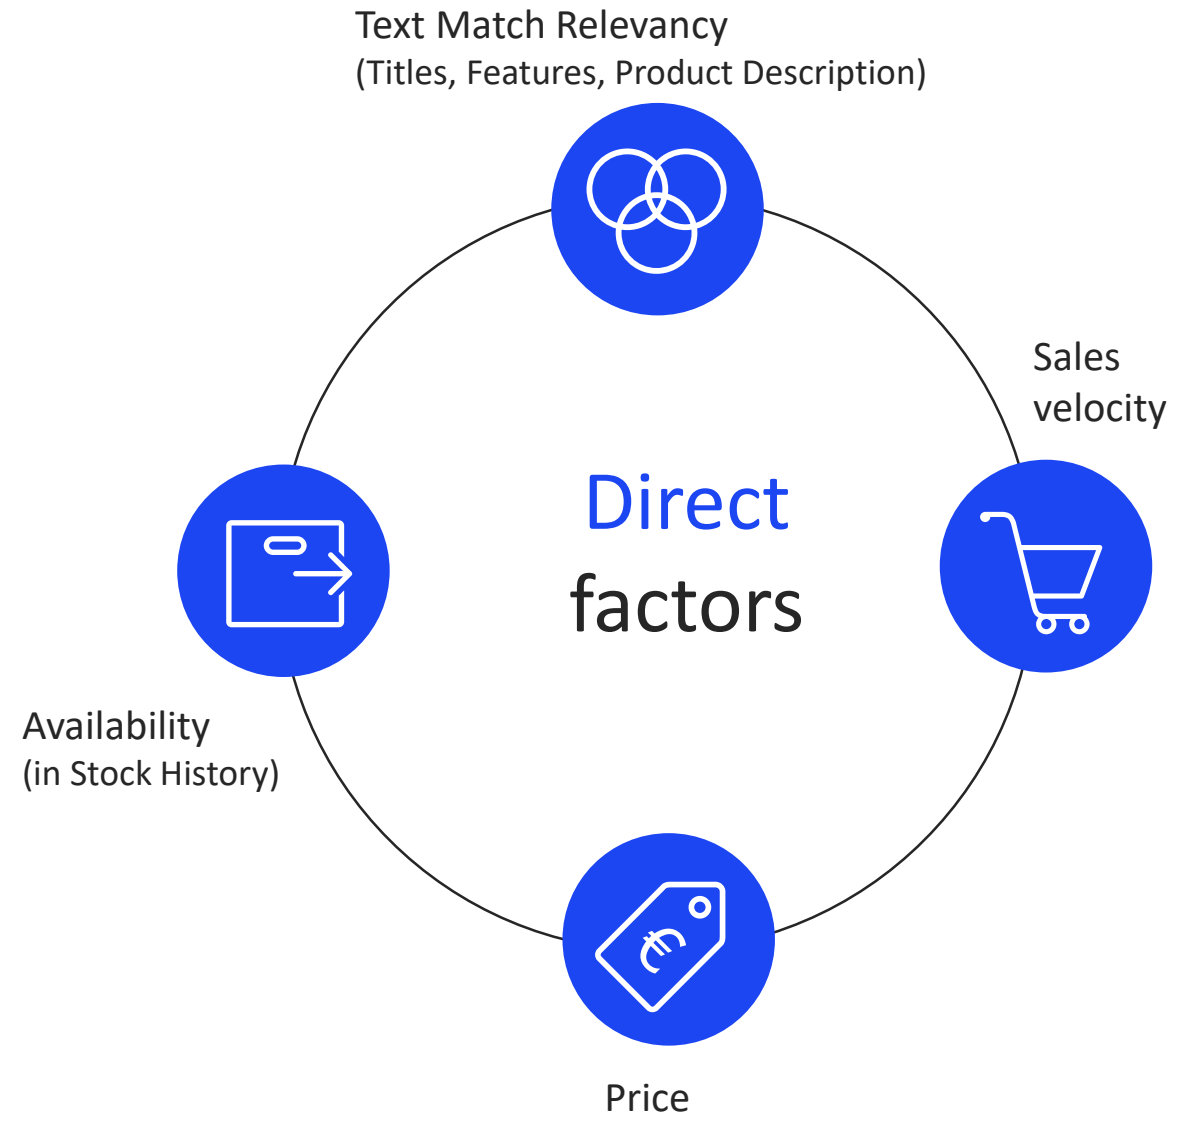 Text Match Relevancy
(Titles, Features, Product Description)
Sales
velocity
Direct
factors
Availability
(in Stock History)
€
Price